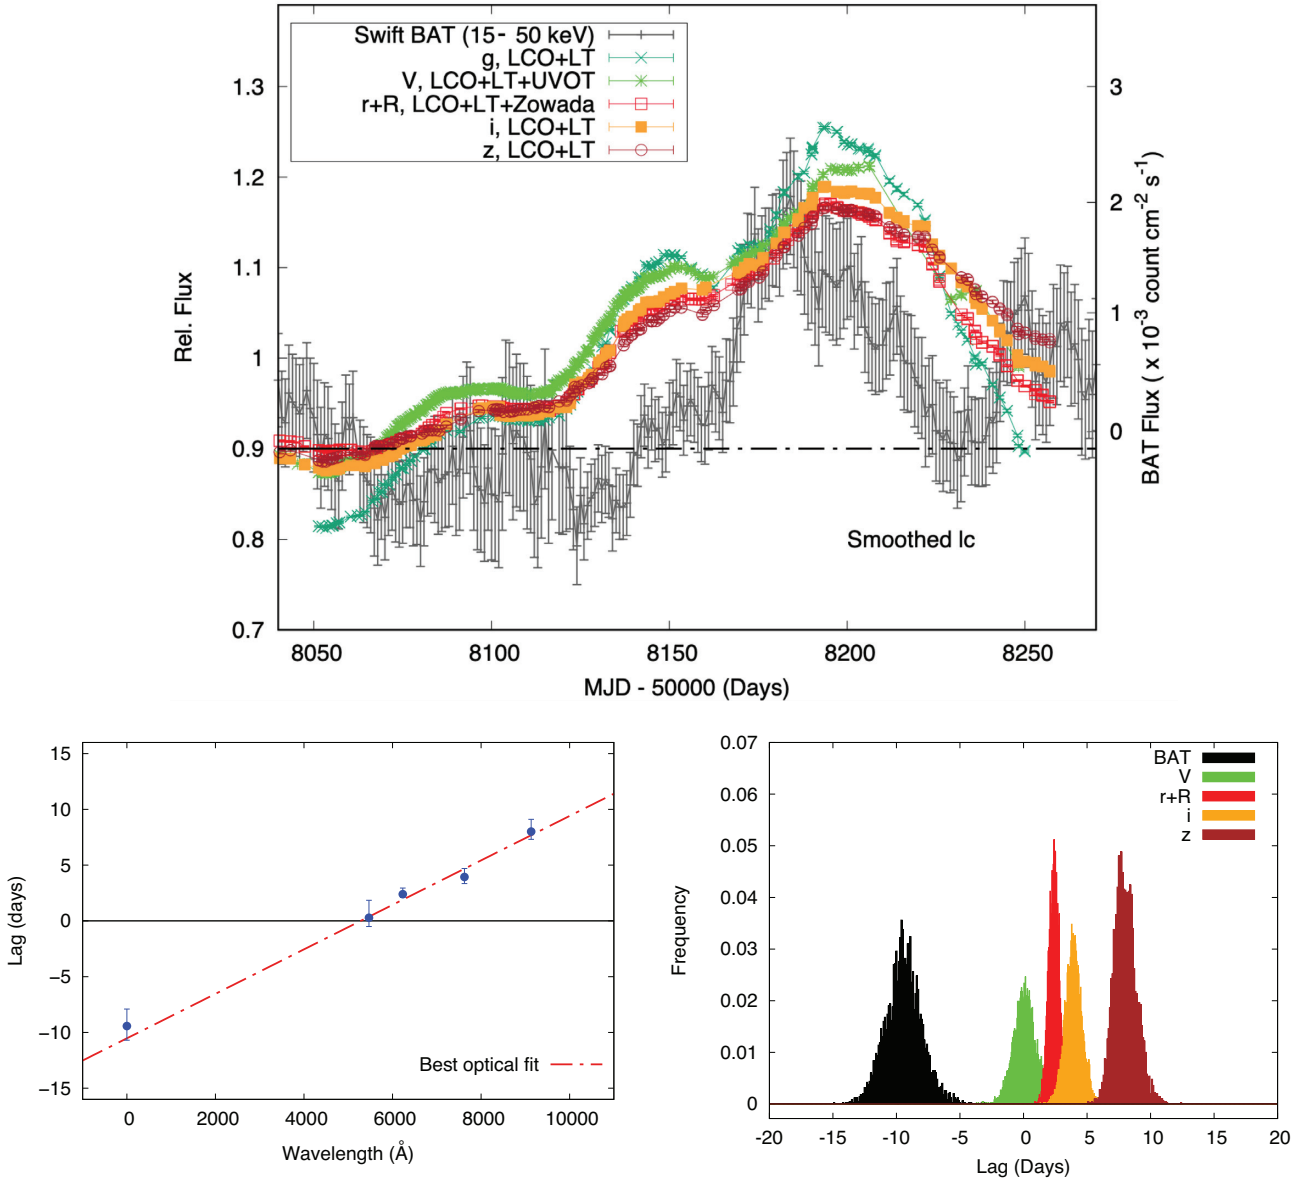 Swift BAT (15- 50 keV)
g, LCO+LT
V, LCO+LT+UVOT
r+R, LCO+LT+Zowada
i, LCO+LT
z, LCO+LT
1.3
1.2
1.1
1
0.9
0.8
0.7
Rel. Flux
3
2
1
0
BAT Flux ( x 10⁻³ count cm⁻² s⁻¹)
Smoothed lc
8050 8100 8150 8200 8250
MJD - 50000 (Days)
15
10
5
0
−5
−10
−15
Lag (days)
Best optical fit
0 2000 4000 6000 8000 10000
Wavelength (Å)
0.07
0.06
0.05
0.04
0.03
0.02
0.01
0
Frequency
BAT
V
r+R
i
z
-20 -15 -10 -5 0 5 10 15 20
Lag (Days)